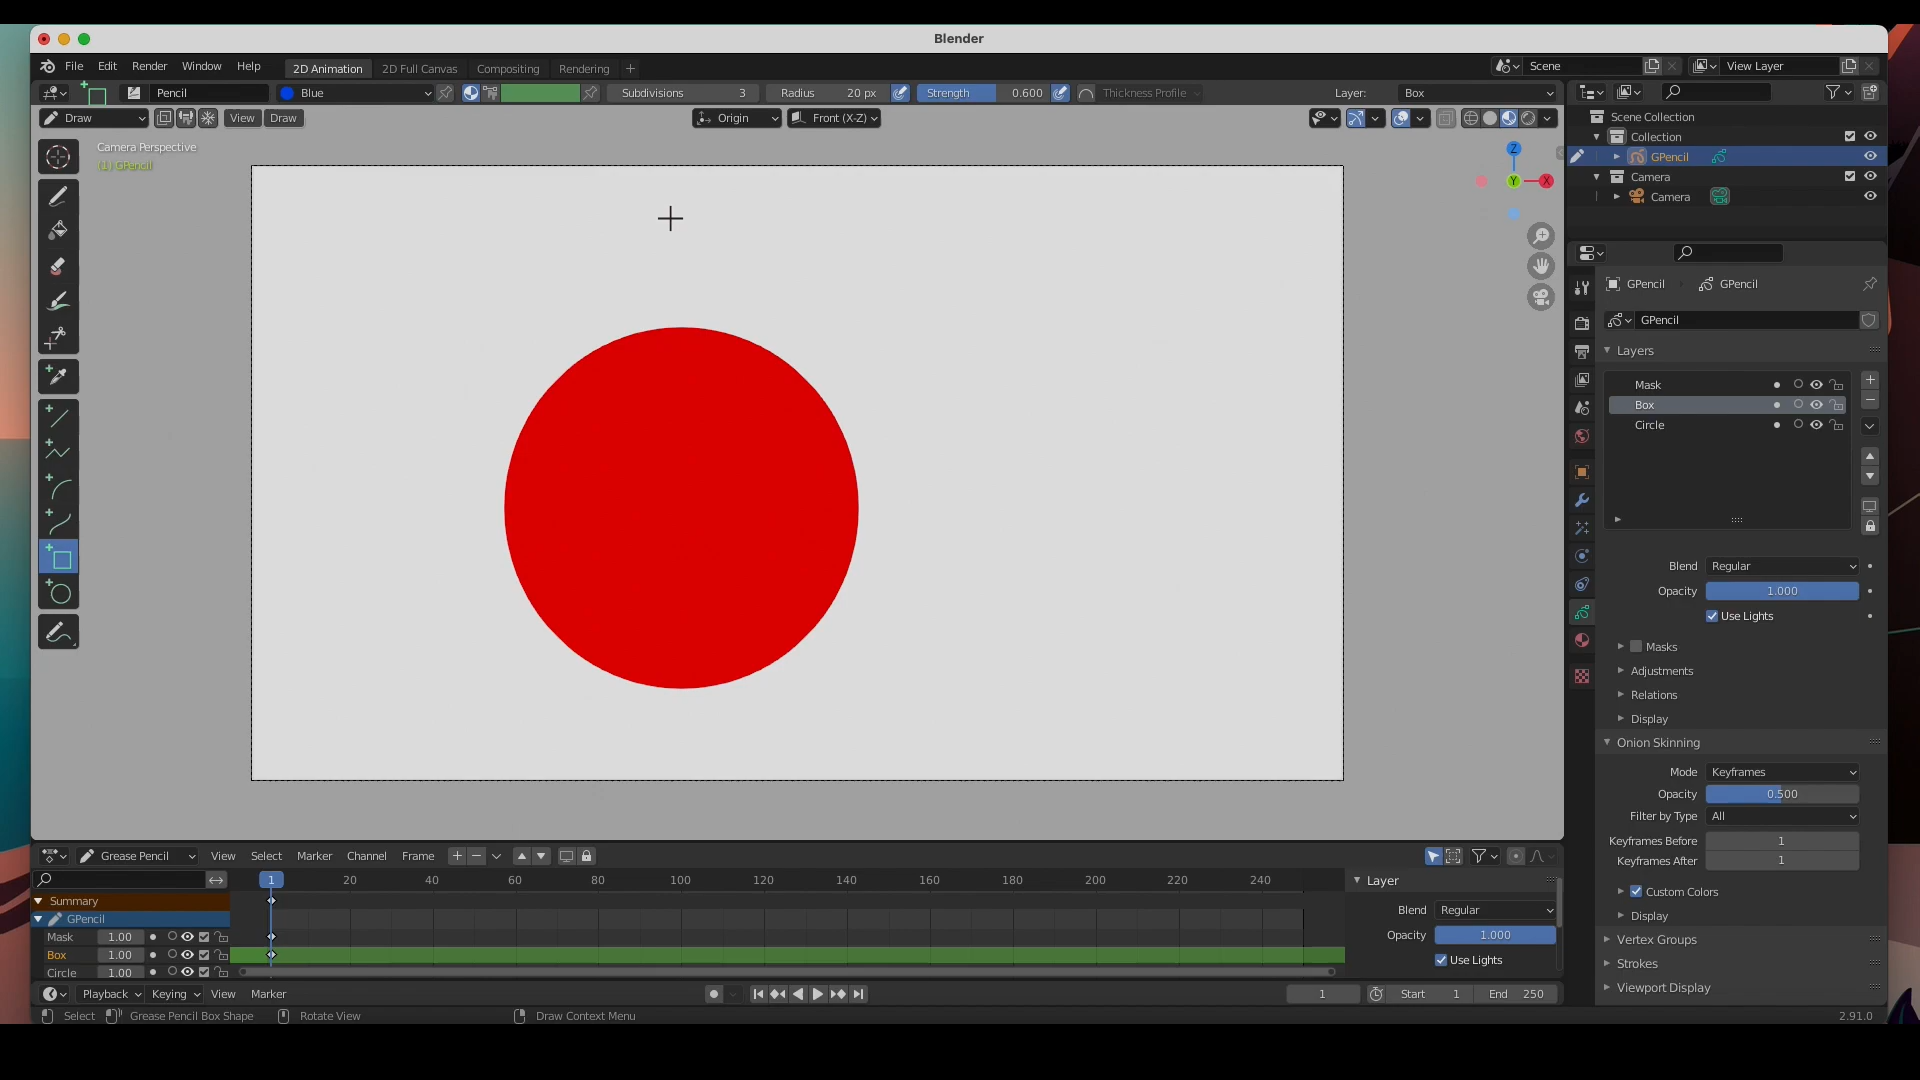 Blender
File Edit Render Window Help 2D Animation 2D Full Canvas Compositing Rendering + Scene View Layer
Pencil Blue Subdivisions 3 Radius 20 px Strength 0.600 Thickness Profile Layer: Box
Draw View Draw Origin Front (X-Z)
Scene Collection
Collection
GPencil
Camera
Camera
Camera Perspective
(1) GPencil
Z
Y X
GPencil GPencil
GPencil
Layers
Mask
Box
Circle
Blend Regular
Opacity 1.000
Use Lights
Masks
Adjustments
Relations
Display
Onion Skinning
Mode Keyframes
Opacity 0.500
Filter by Type All
Keyframes Before 1
Keyframes After 1
Custom Colors
Display
Vertex Groups
Strokes
Viewport Display
Grease Pencil View Select Marker Channel Frame
1 20 40 60 80 100 120 140 160 180 200 220 240
Summary
GPencil
Mask 1.00
Box 1.00
Circle 1.00
Layer
Blend Regular
Opacity 1.000
Use Lights
Playback Keying View Marker 1 Start 1 End 250
Select Grease Pencil Box Shape Rotate View Draw Context Menu 2.91.0